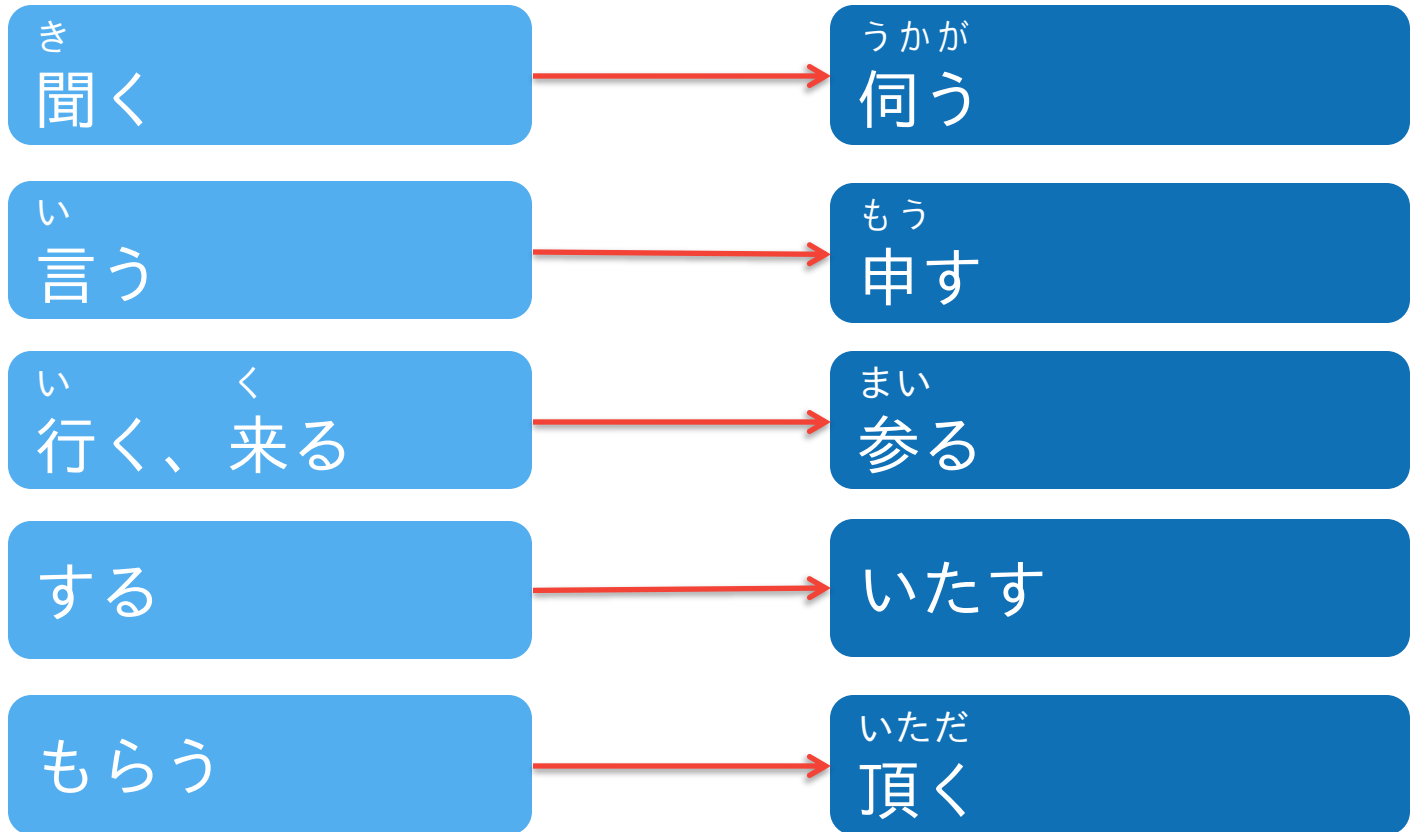 き
聞く
うかが
伺う
い
言う
もう
申す
い く
行く、来る
まい
参る
する
いたす
もらう
いただ
頂く